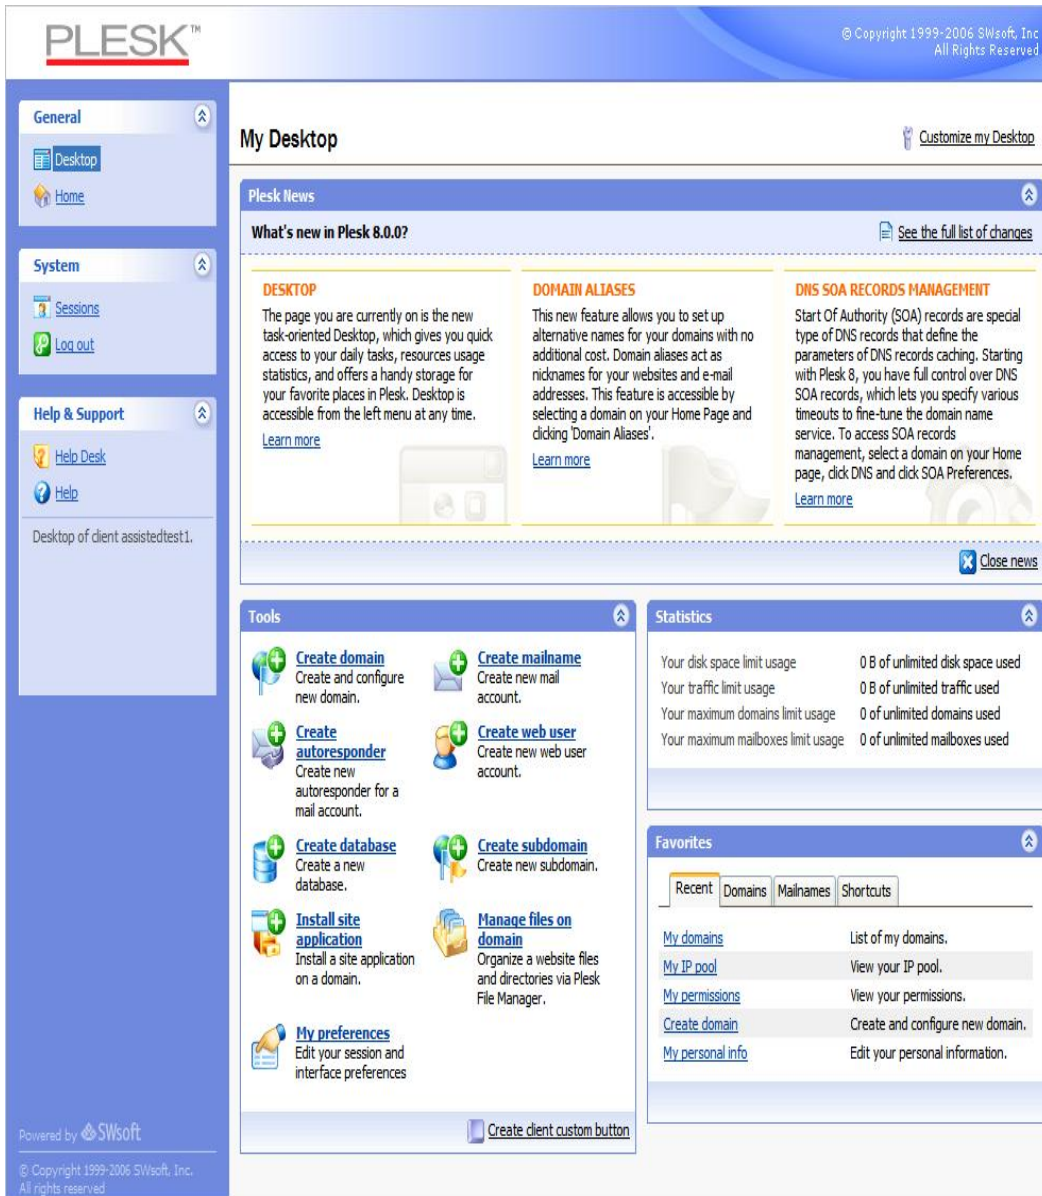 PLESK™
© Copyright 1999-2006 SWsoft, Inc
All Rights Reserved
General
Desktop
Home
System
Sessions
Log out
Help & Support
Help Desk
Help
Desktop of client assistedtest1.
Powered by SWsoft
© Copyright 1999-2006 SWsoft, Inc.
All rights reserved
My Desktop
Customize my Desktop
Plesk News
What's new in Plesk 8.0.0?
See the full list of changes
DESKTOP
The page you are currently on is the new
task-oriented Desktop, which gives you quick
access to your daily tasks, resources usage
statistics, and offers a handy storage for
your favorite places in Plesk. Desktop is
accessible from the left menu at any time.
Learn more
DOMAIN ALIASES
This new feature allows you to set up
alternative names for your domains with no
additional cost. Domain aliases act as
nicknames for your websites and e-mail
addresses. This feature is accessible by
selecting a domain on your Home Page and
clicking 'Domain Aliases'.
Learn more
DNS SOA RECORDS MANAGEMENT
Start Of Authority (SOA) records are special
type of DNS records that define the
parameters of DNS records caching. Starting
with Plesk 8, you have full control over DNS
SOA records, which lets you specify various
timeouts to fine-tune the domain name
service. To access SOA records
management, select a domain on your Home
page, click DNS and click SOA Preferences.
Learn more
Close news
Tools
Create domain
Create and configure
new domain.
Create mailname
Create new mail
account.
Create
autoresponder
Create new
autoresponder for a
mail account.
Create web user
Create new web user
account.
Create database
Create a new
database.
Create subdomain
Create new subdomain.
Install site
application
Install a site application
on a domain.
Manage files on
domain
Organize a website files
and directories via Plesk
File Manager.
My preferences
Edit your session and
interface preferences
Create client custom button
Statistics
Your disk space limit usage 0 B of unlimited disk space used
Your traffic limit usage 0 B of unlimited traffic used
Your maximum domains limit usage 0 of unlimited domains used
Your maximum mailboxes limit usage 0 of unlimited mailboxes used
Favorites
Recent Domains Mailnames Shortcuts
My domains List of my domains.
My IP pool View your IP pool.
My permissions View your permissions.
Create domain Create and configure new domain.
My personal info Edit your personal information.